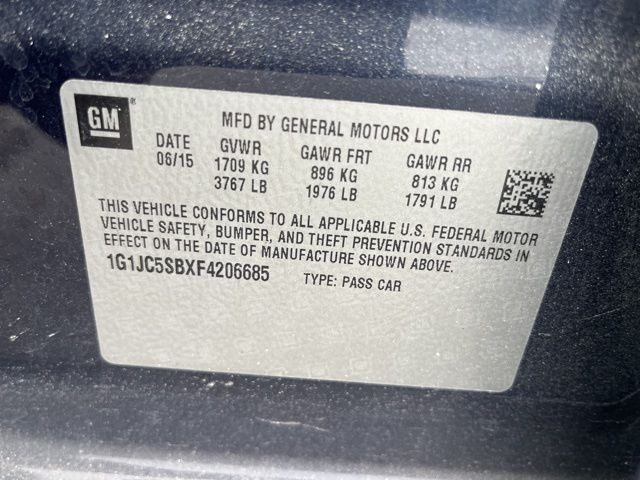 GM® MFD BY GENERAL MOTORS LLC
DATE GVWR GAWR FRT GAWR RR
06/15 1709 KG 896 KG 813 KG
3767 LB 1976 LB 1791 LB
THIS VEHICLE CONFORMS TO ALL APPLICABLE U.S. FEDERAL MOTOR
VEHICLE SAFETY, BUMPER, AND THEFT PREVENTION STANDARDS IN
EFFECT ON THE DATE OF MANUFACTURE SHOWN ABOVE.
1G1JC5SBXF4206685 TYPE: PASS CAR